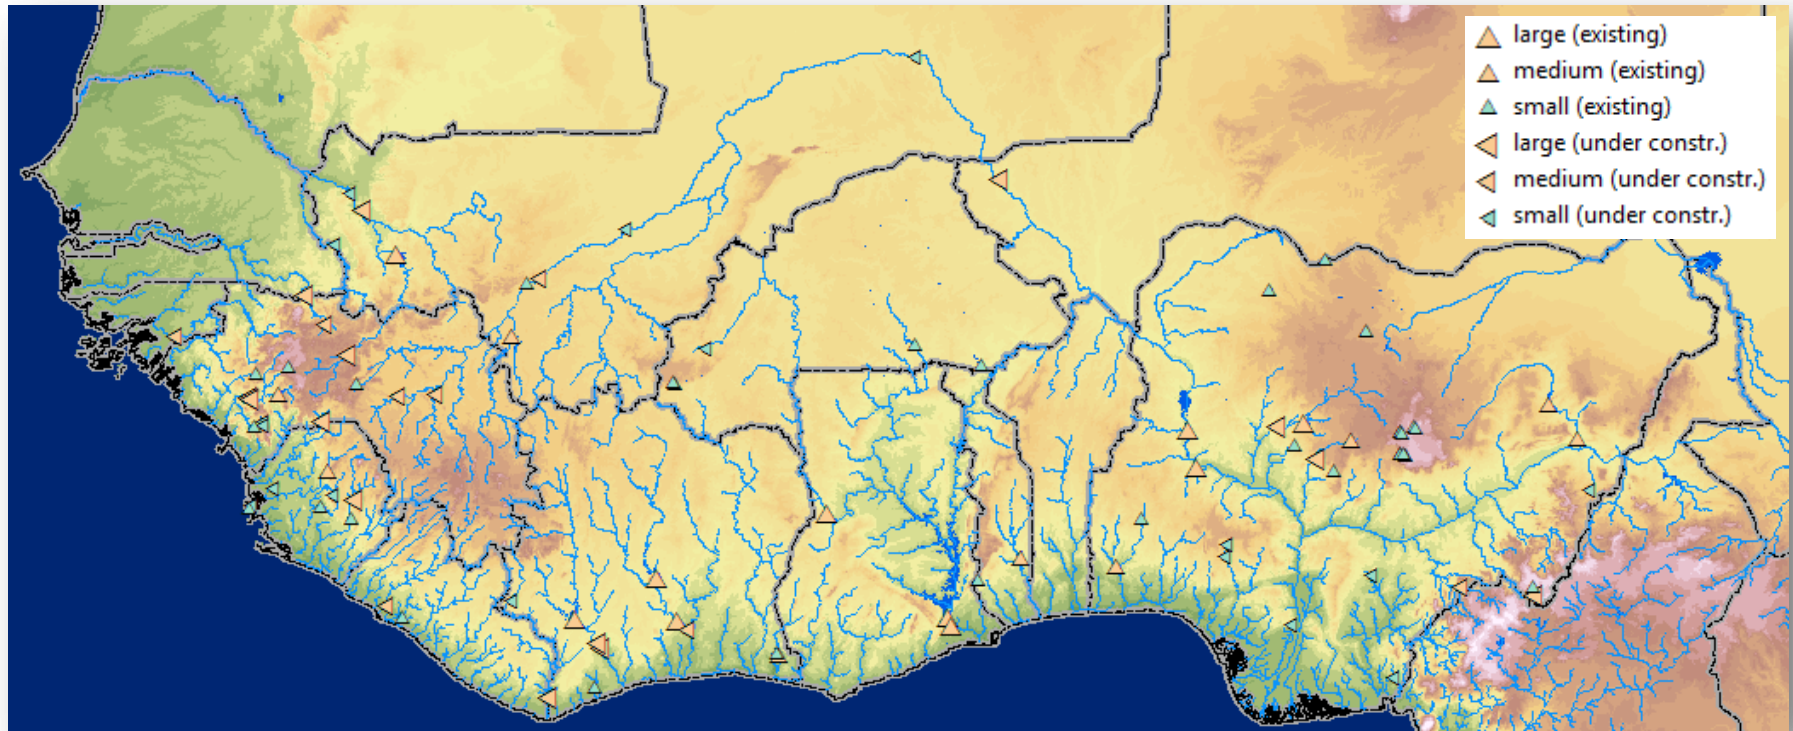 large (existing)
medium (existing)
small (existing)
large (under constr.)
medium (under constr.)
small (under constr.)